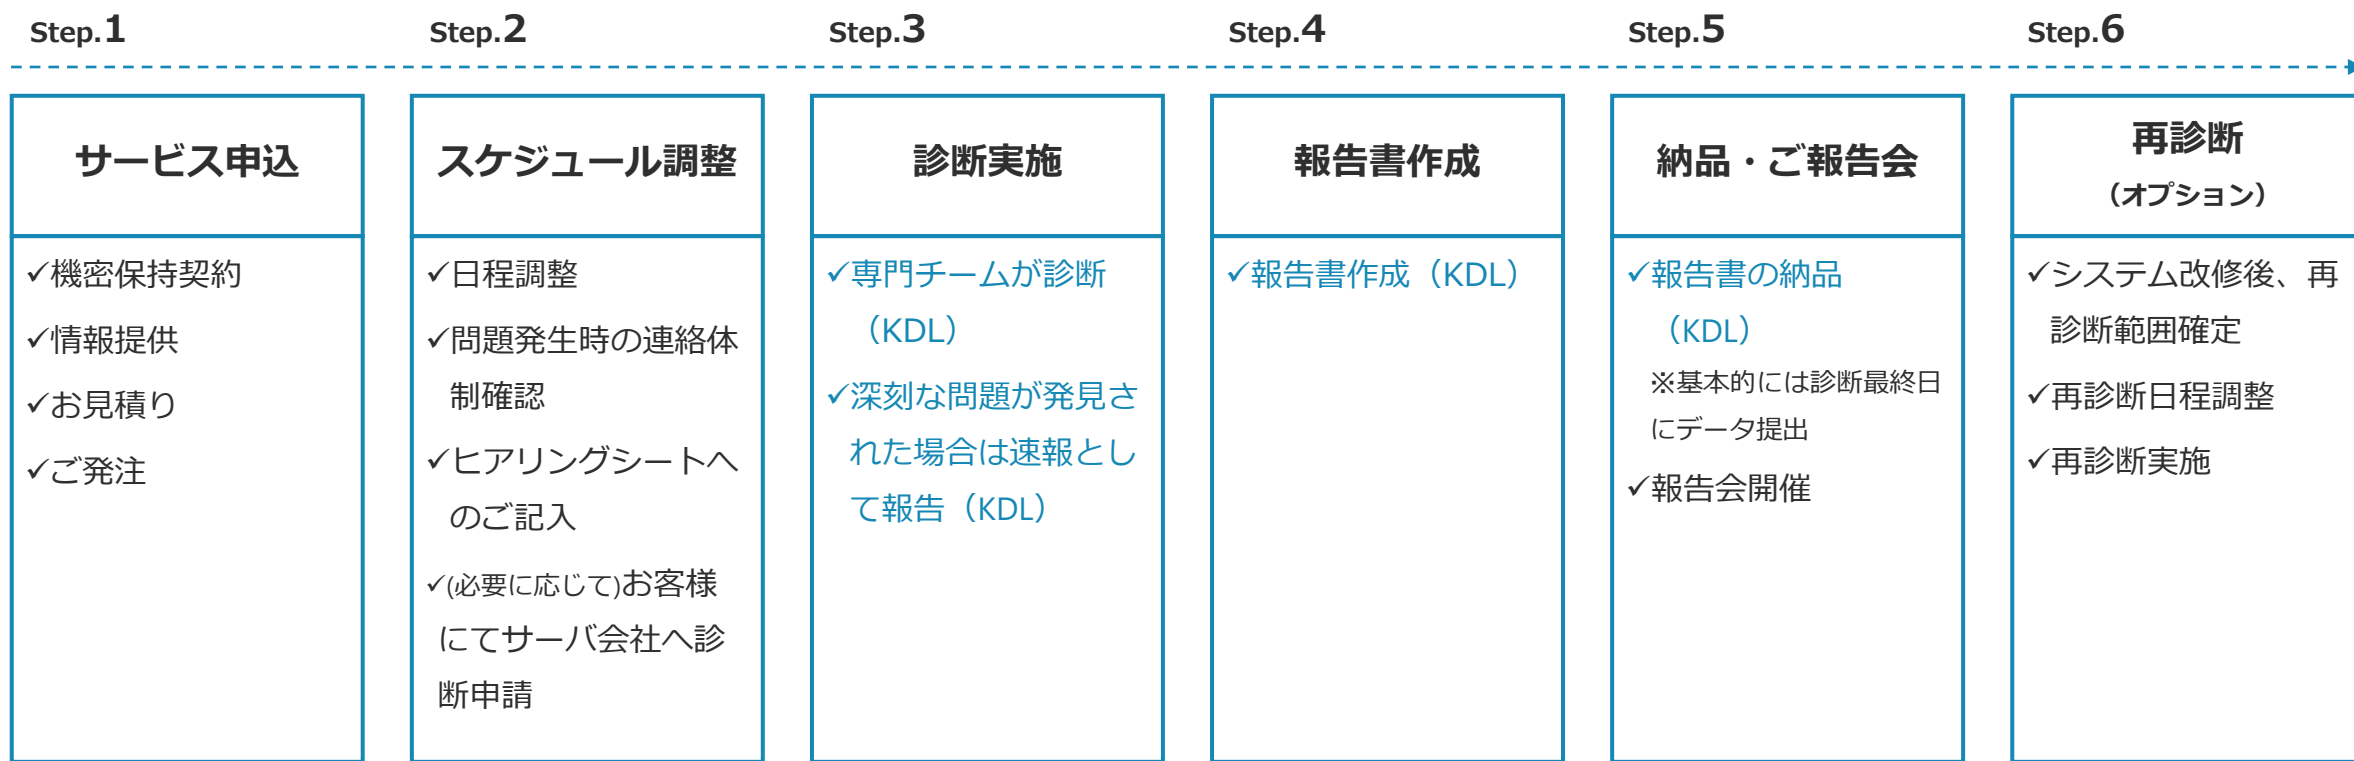 Step.1
サービス申込
✓機密保持契約
✓情報提供
✓お見積り
✓ご発注
Step.2
スケジュール調整
✓日程調整
✓問題発生時の連絡体
制確認
✓ヒアリングシートへ
のご記入
✓(必要に応じて)お客様
にてサーバ会社へ診
断申請
Step.3
診断実施
✓専門チームが診断
（KDL）
✓深刻な問題が発見さ
れた場合は速報とし
て報告（KDL）
Step.4
報告書作成
✓報告書作成（KDL）
Step.5
納品・ご報告会
✓報告書の納品
（KDL）
※基本的には診断最終日
にデータ提出
✓報告会開催
Step.6
再診断
（オプション）
✓システム改修後、再
診断範囲確定
✓再診断日程調整
✓再診断実施